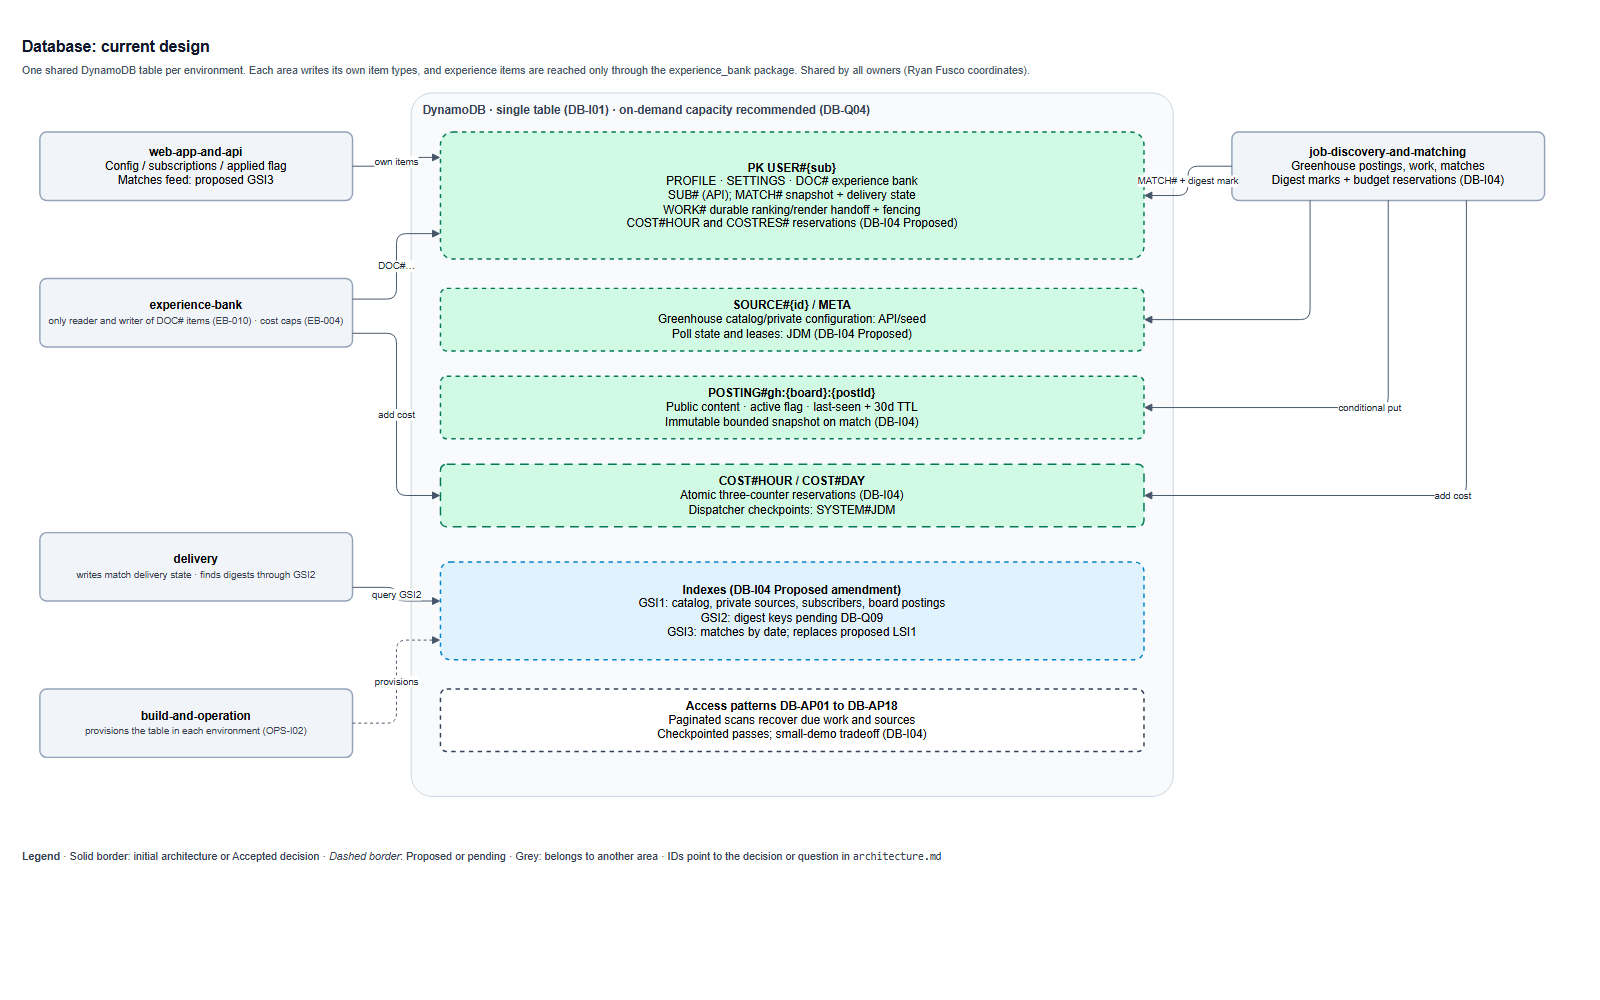 Database: current design
One shared DynamoDB table per environment. Each area writes its own item types, and experience items are reached only through the experience_bank package. Shared by all owners (Ryan Fusco coordinates).
DynamoDB · single table (DB-I01) · on-demand capacity recommended (DB-Q04)
web-app-and-api
Config / subscriptions / applied flag
Matches feed: proposed GSI3
own items
PK USER#{sub}
PROFILE · SETTINGS · DOC# experience bank
SUB# (API); MATCH# snapshot + delivery state
WORK# durable ranking/render handoff + fencing
COST#HOUR and COSTRES# reservations (DB-I04 Proposed)
MATCH# + digest mark
job-discovery-and-matching
Greenhouse postings, work, matches
Digest marks + budget reservations (DB-I04)
DOC#...
experience-bank
only reader and writer of DOC# items (EB-010) · cost caps (EB-004)
SOURCE#{id} / META
Greenhouse catalog/private configuration: API/seed
Poll state and leases: JDM (DB-I04 Proposed)
POSTING#gh:{board}:{postId}
Public content · active flag · last-seen + 30d TTL
Immutable bounded snapshot on match (DB-I04)
conditional put
add cost
COST#HOUR / COST#DAY
Atomic three-counter reservations (DB-I04)
Dispatcher checkpoints: SYSTEM#JDM
add cost
delivery
writes match delivery state · finds digests through GSI2
query GSI2
Indexes (DB-I04 Proposed amendment)
GSI1: catalog, private sources, subscribers, board postings
GSI2: digest keys pending DB-Q09
GSI3: matches by date; replaces proposed LSI1
provisions
build-and-operation
provisions the table in each environment (OPS-I02)
Access patterns DB-AP01 to DB-AP18
Paginated scans recover due work and sources
Checkpointed passes; small-demo tradeoff (DB-I04)
Legend · Solid border: initial architecture or Accepted decision · Dashed border: Proposed or pending · Grey: belongs to another area · IDs point to the decision or question in architecture.md